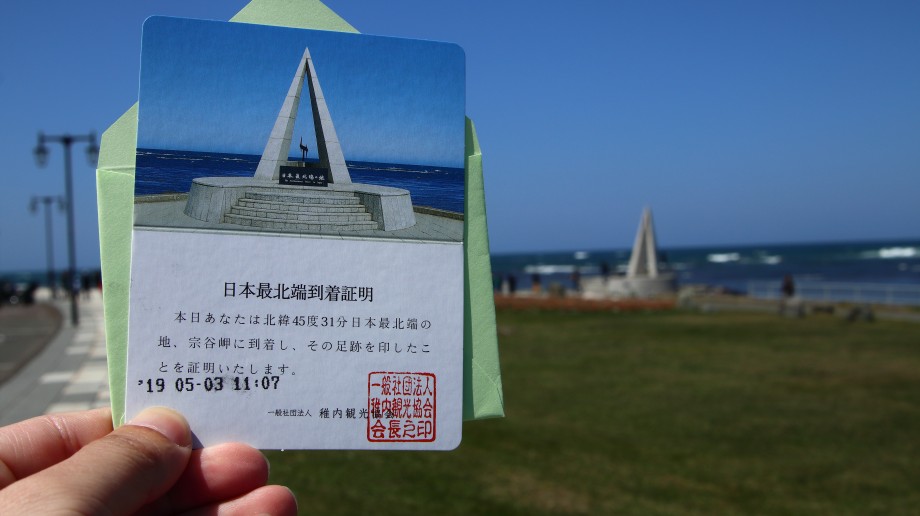 日本最北端の地
日本最北端到着証明
本日あなたは北緯45度31分日本最北端の
地、宗谷岬に到着し、その足跡を印したこ
とを証明いたします。
'19 05-03 11:07
一般社団法人 稚内観光協会
一般社団法人
稚内観光協会
会長之印